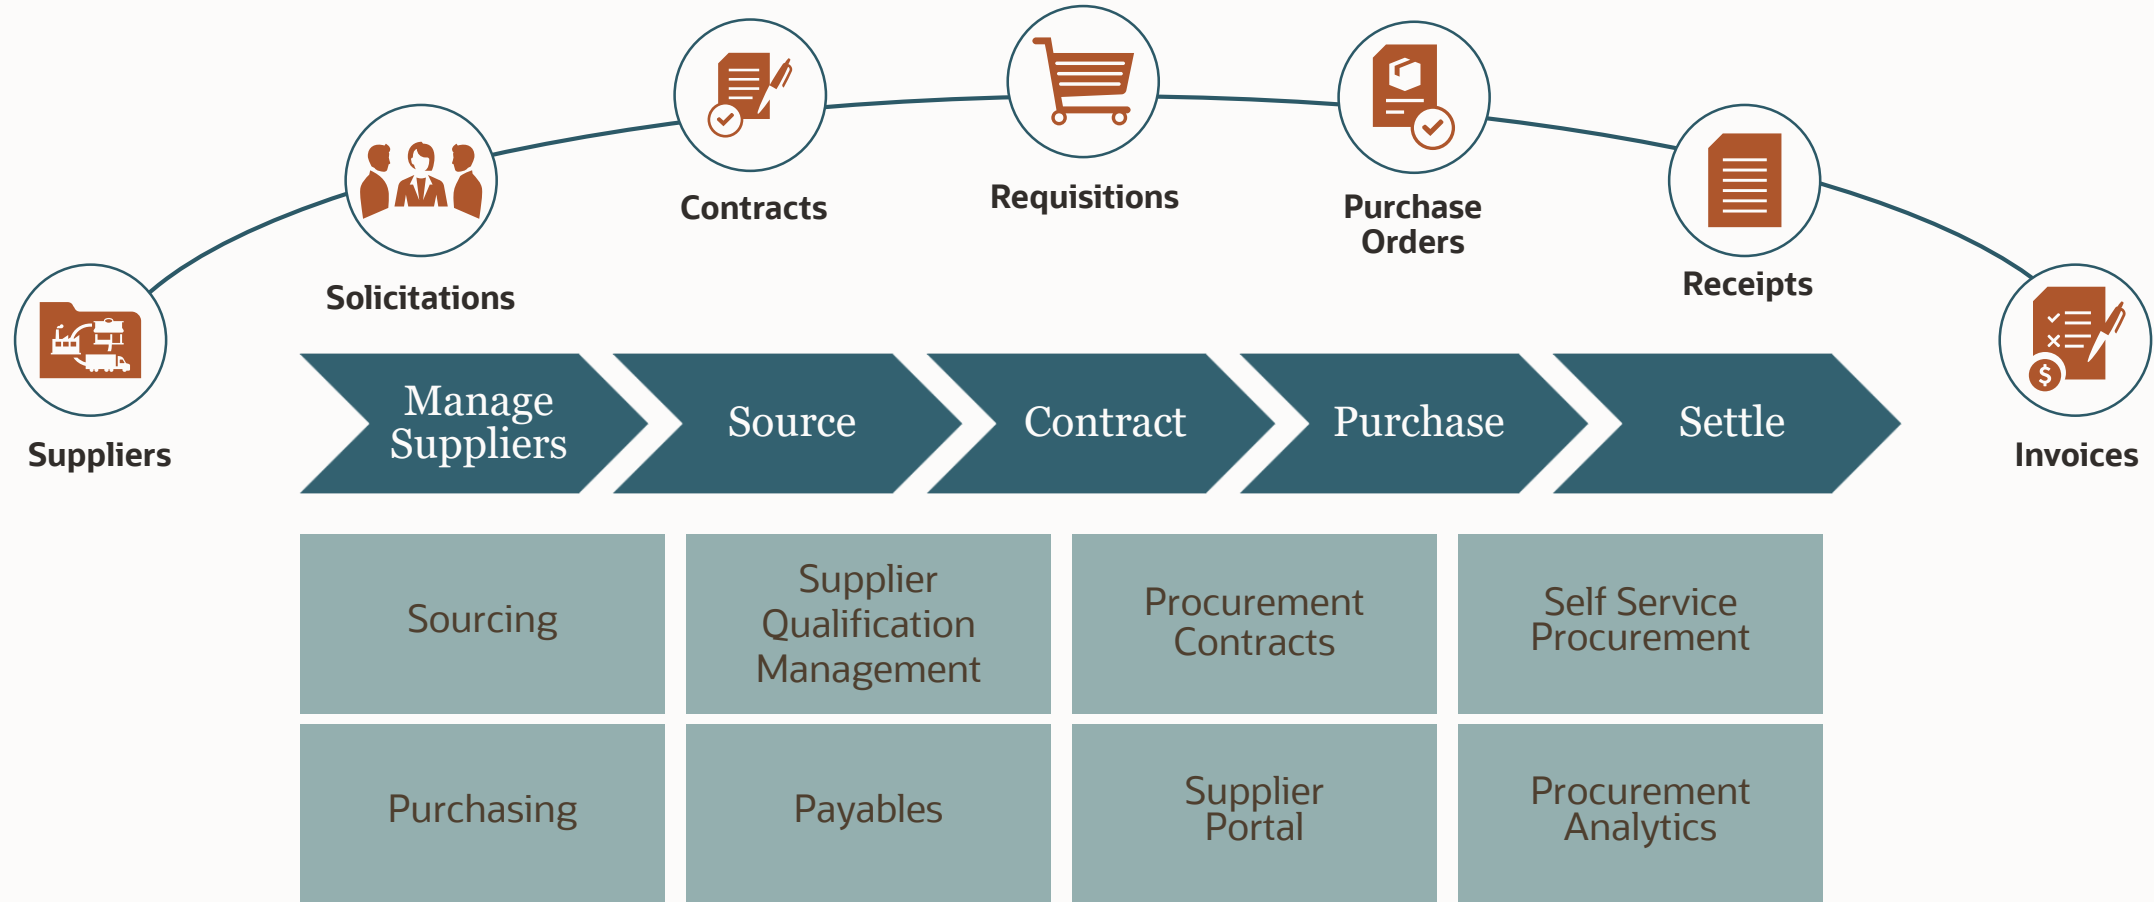 Suppliers
Solicitations
Contracts
Requisitions
Purchase
Orders
Receipts
Invoices
Manage
Suppliers
Source
Contract
Purchase
Settle
Sourcing
Supplier
Qualification
Management
Procurement
Contracts
Self Service
Procurement
Purchasing
Payables
Supplier
Portal
Procurement
Analytics
$